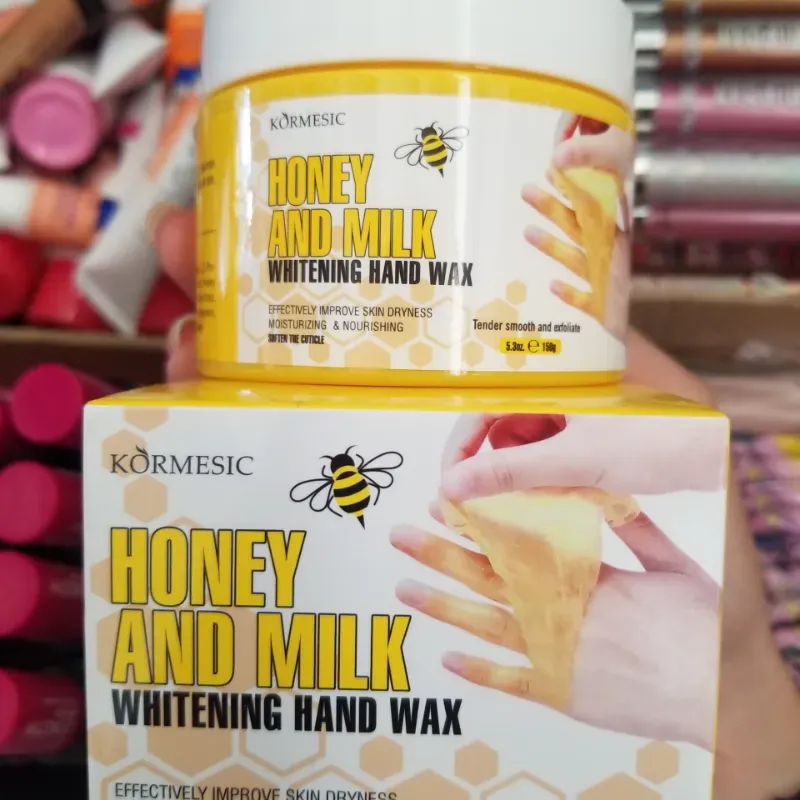 KORMESIC
HONEY
AND MILK
WHITENING HAND WAX
EFFECTIVELY IMPROVE SKIN DRYNESS
MOISTURIZING & NOURISHING
SOFTEN THE CUTICLE
Tender smooth and exfoliate
5.3oz. ℮ 150g
KORMESIC
HONEY
AND MILK
WHITENING HAND WAX
EFFECTIVELY IMPROVE SKIN DRYNESS